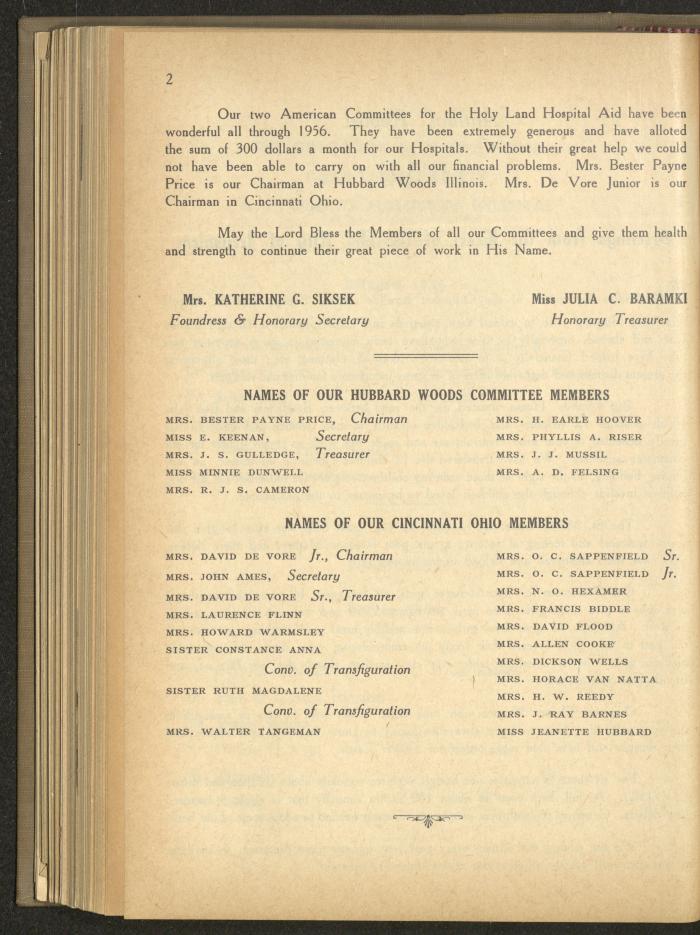 2
Our two American Committees for the Holy Land Hospital Aid have been
wonderful all through 1956. They have been extremely generous and have alloted
the sum of 300 dollars a month for our Hospitals. Without their great help we could
not have been able to carry on with all our financial problems. Mrs. Bester Payne
Price is our Chairman at Hubbard Woods Illinois. Mrs. De Vore Junior is our
Chairman in Cincinnati Ohio.
May the Lord Bless the Members of all our Committees and give them health
and strength to continue their great piece of work in His Name.
Mrs. KATHERINE G. SIKSEK
Foundress & Honorary Secretary
Miss JULIA C. BARAMKI
Honorary Treasurer
NAMES OF OUR HUBBARD WOODS COMMITTEE MEMBERS
MRS. BESTER PAYNE PRICE, Chairman
MISS E. KEENAN, Secretary
MRS. J. S. GULLEDGE, Treasurer
MISS MINNIE DUNWELL
MRS. R. J. S. CAMERON
MRS. H. EARLE HOOVER
MRS. PHYLLIS A. RISER
MRS. J. J. MUSSIL
MRS. A. D. FELSING
NAMES OF OUR CINCINNATI OHIO MEMBERS
MRS. DAVID DE VORE Jr., Chairman
MRS. JOHN AMES, Secretary
MRS. DAVID DE VORE Sr., Treasurer
MRS. LAURENCE FLINN
MRS. HOWARD WARMSLEY
SISTER CONSTANCE ANNA
Conv. of Transfiguration
SISTER RUTH MAGDALENE
Conv. of Transfiguration
MRS. WALTER TANGEMAN
MRS. O. C. SAPPENFIELD Sr.
MRS. O. C. SAPPENFIELD Jr.
MRS. N. O. HEXAMER
MRS. FRANCIS BIDDLE
MRS. DAVID FLOOD
MRS. ALLEN COOKE
MRS. DICKSON WELLS
MRS. HORACE VAN NATTA
MRS. H. W. REEDY
MRS. J. RAY BARNES
MISS JEANETTE HUBBARD